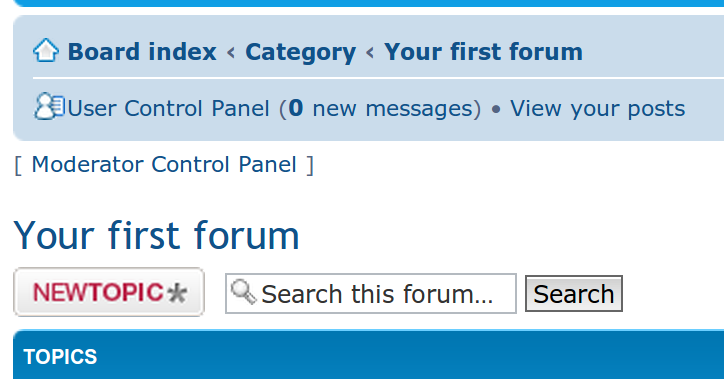 Board index ‹ Category ‹ Your first forum
User Control Panel (0 new messages) • View your posts
[ Moderator Control Panel ]
Your first forum
NEWTOPIC* Search this forum… Search
TOPICS